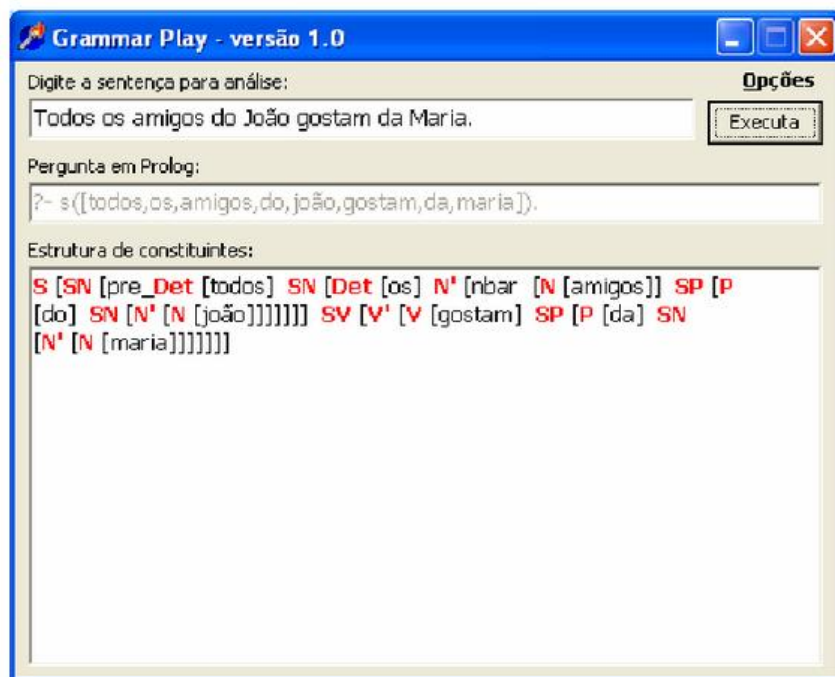 Grammar Play - versão 1.0
Digite a sentença para análise:
Opções
Todos os amigos do João gostam da Maria.
Executa
Pergunta em Prolog:
?- s([todos,os,amigos,do,joão,gostam,da,maria]).
Estrutura de constituintes:
S [SN [pre_Det [todos] SN [Det [os] N' [nbar [N [amigos]] SP [P
[do] SN [N' [N [joão]]]]]]] SV [V' [V [gostam] SP [P [da] SN
[N' [N [maria]]]]]]]